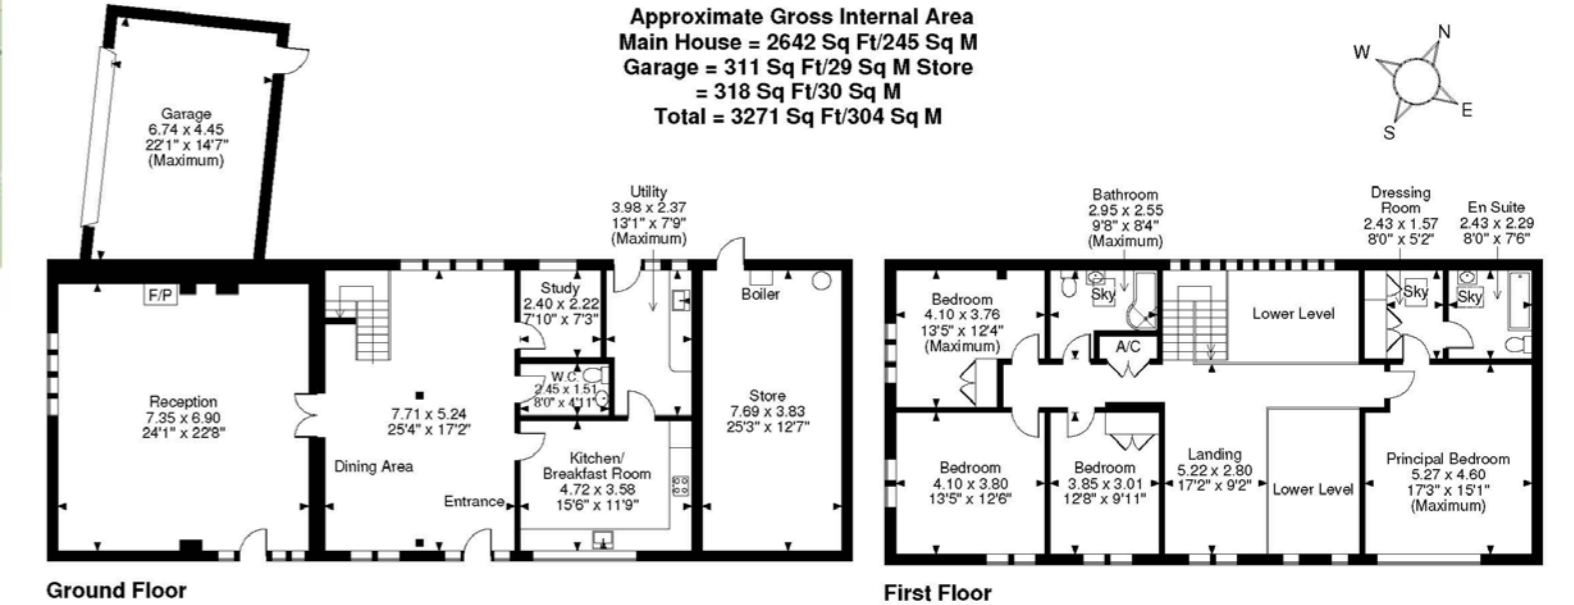 Approximate Gross Internal Area
Main House = 2642 Sq Ft/245 Sq M
Garage = 311 Sq Ft/29 Sq M Store
= 318 Sq Ft/30 Sq M
Total = 3271 Sq Ft/304 Sq M
N
W
E
S
Garage
6.74 x 4.45
22'1" x 14'7"
(Maximum)
Utility
3.98 x 2.37
13'1" x 7'9"
(Maximum)
F/P
Study
2.40 x 2.22
7'10" x 7'3"
Boiler
W.C.
2.45 x 1.51
8'0" x 4'11"
Reception
7.35 x 6.90
24'1" x 22'8"
7.71 x 5.24
25'4" x 17'2"
Dining Area
Entrance
Kitchen/
Breakfast Room
4.72 x 3.58
15'6" x 11'9"
Store
7.69 x 3.83
25'3" x 12'7"
Ground Floor
Bathroom
2.95 x 2.55
9'8" x 8'4"
(Maximum)
Dressing
Room
2.43 x 1.57
8'0" x 5'2"
En Suite
2.43 x 2.29
8'0" x 7'6"
Bedroom
4.10 x 3.76
13'5" x 12'4"
(Maximum)
Sky
A/C
Lower Level
Sky
Sky
Bedroom
4.10 x 3.80
13'5" x 12'6"
Bedroom
3.85 x 3.01
12'8" x 9'11"
Landing
5.22 x 2.80
17'2" x 9'2"
Lower Level
Principal Bedroom
5.27 x 4.60
17'3" x 15'1"
(Maximum)
First Floor